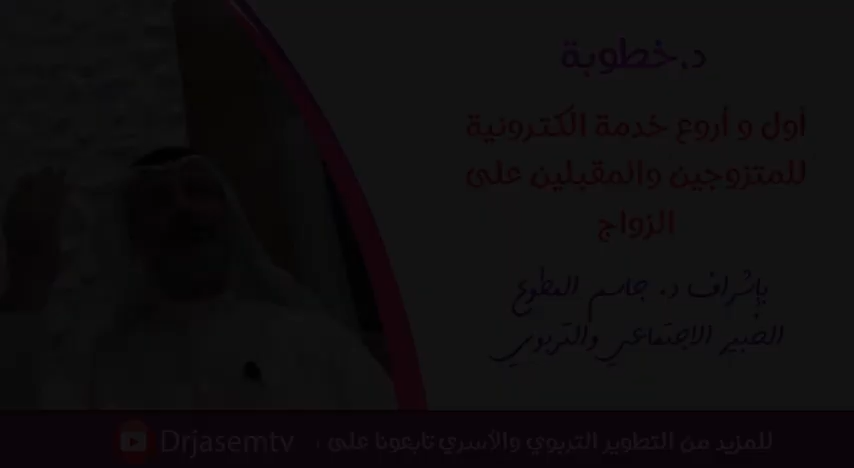 د.خطوبة
أول و أروع خدمة الكترونية
للمتزوجين والمقبلين على
الزواج
بإشراف د. جاسم المطوع
الخبير الاجتماعي والتربوي
للمزيد من التطوير التربوي والأسري تابعونا على : Drjasemtv